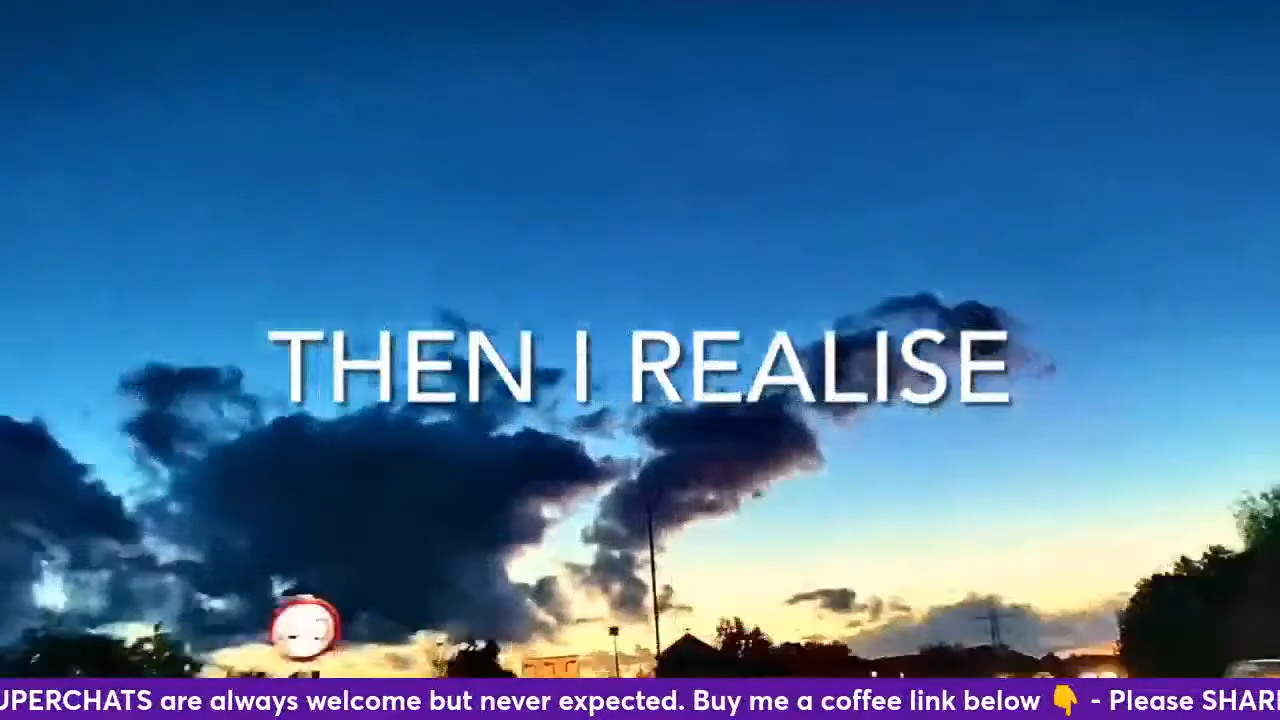 THEN I REALISE
UPERCHATS are always welcome but never expected. Buy me a coffee link below 👇 - Please SHAR